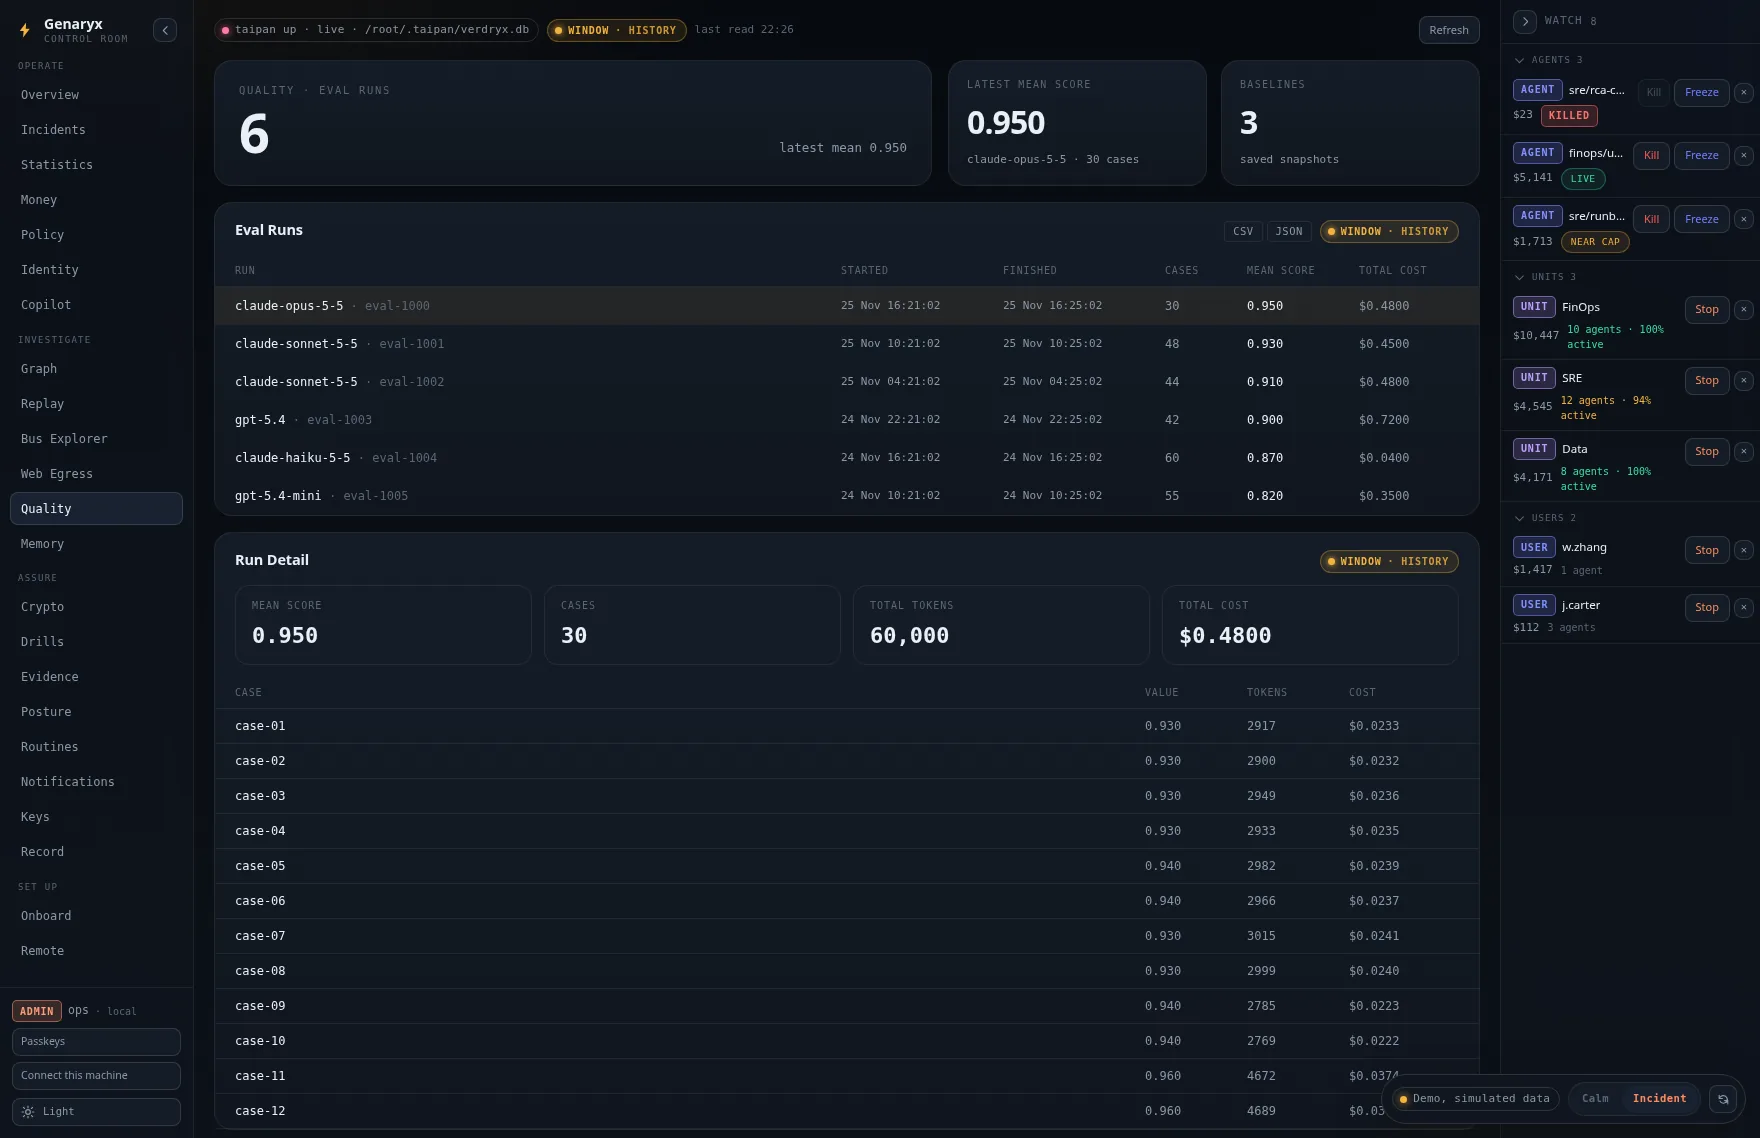 Genaryx
CONTROL ROOM
OPERATE
Overview
Incidents
Statistics
Money
Policy
Identity
Copilot
INVESTIGATE
Graph
Replay
Bus Explorer
Web Egress
Quality
Memory
ASSURE
Crypto
Drills
Evidence
Posture
Routines
Notifications
Keys
Record
SET UP
Onboard
Remote
ADMIN ops · local
Passkeys
Connect this machine
Light
taipan up · live · /root/.taipan/verdryx.db WINDOW · HISTORY last read 22:26 Refresh
QUALITY · EVAL RUNS
6
latest mean 0.950
LATEST MEAN SCORE
0.950
claude-opus-5-5 · 30 cases
BASELINES
3
saved snapshots
Eval Runs CSV JSON WINDOW · HISTORY
RUN STARTED FINISHED CASES MEAN SCORE TOTAL COST
claude-opus-5-5 · eval-1000 25 Nov 16:21:02 25 Nov 16:25:02 30 0.950 $0.4800
claude-sonnet-5-5 · eval-1001 25 Nov 10:21:02 25 Nov 10:25:02 48 0.930 $0.4500
claude-sonnet-5-5 · eval-1002 25 Nov 04:21:02 25 Nov 04:25:02 44 0.910 $0.4800
gpt-5.4 · eval-1003 24 Nov 22:21:02 24 Nov 22:25:02 42 0.900 $0.7200
claude-haiku-5-5 · eval-1004 24 Nov 16:21:02 24 Nov 16:25:02 60 0.870 $0.0400
gpt-5.4-mini · eval-1005 24 Nov 10:21:02 24 Nov 10:25:02 55 0.820 $0.3500
Run Detail WINDOW · HISTORY
MEAN SCORE
0.950
CASES
30
TOTAL TOKENS
60,000
TOTAL COST
$0.4800
CASE VALUE TOKENS COST
case-01 0.930 2917 $0.0233
case-02 0.930 2900 $0.0232
case-03 0.930 2949 $0.0236
case-04 0.930 2933 $0.0235
case-05 0.940 2982 $0.0239
case-06 0.940 2966 $0.0237
case-07 0.930 3015 $0.0241
case-08 0.930 2999 $0.0240
case-09 0.940 2785 $0.0223
case-10 0.940 2769 $0.0222
case-11 0.960 4672 $0.0374
case-12 0.960 4689 $0.03
WATCH 8
AGENTS 3
AGENT sre/rca-c... Kill Freeze ×
$23 KILLED
AGENT finops/u... Kill Freeze ×
$5,141 LIVE
AGENT sre/runb... Kill Freeze ×
$1,713 NEAR CAP
UNITS 3
UNIT FinOps Stop ×
$10,447 10 agents · 100%
active
UNIT SRE Stop ×
$4,545 12 agents · 94%
active
UNIT Data Stop ×
$4,171 8 agents · 100%
active
USERS 2
USER w.zhang Stop ×
$1,417 1 agent
USER j.carter Stop ×
$112 3 agents
Demo, simulated data Calm Incident